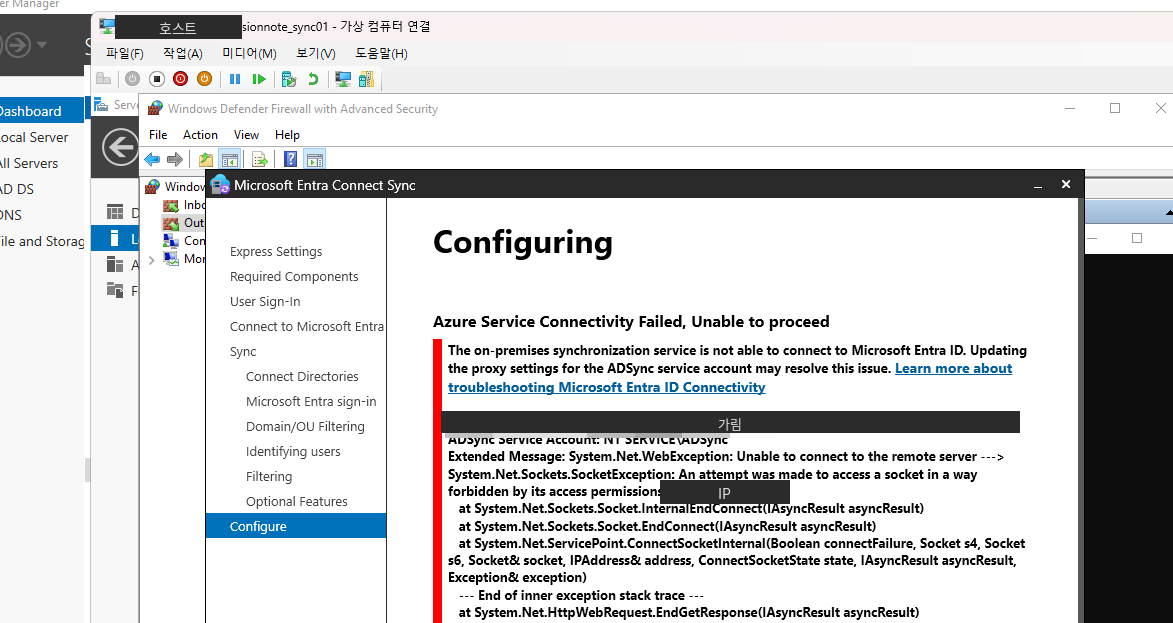 er Manager
호스트
sionnote_sync01 - 가상 컴퓨터 연결
파일(F) 작업(A) 미디어(M) 보기(V) 도움말(H)
Dashboard
ocal Server
All Servers
AD DS
DNS
ile and Storag
Serve
Windows Defender Firewall with Advanced Security
File Action View Help
Window
Inbo
Out
Con
Mon
D
L
A
F
Microsoft Entra Connect Sync
Express Settings
Required Components
User Sign-In
Connect to Microsoft Entra
Sync
Connect Directories
Microsoft Entra sign-in
Domain/OU Filtering
Identifying users
Filtering
Optional Features
Configure
Configuring
Azure Service Connectivity Failed, Unable to proceed
The on-premises synchronization service is not able to connect to Microsoft Entra ID. Updating
the proxy settings for the ADSync service account may resolve this issue. Learn more about
troubleshooting Microsoft Entra ID Connectivity
가림
ADSync Service Account: NT SERVICE\ADSync
Extended Message: System.Net.WebException: Unable to connect to the remote server --->
System.Net.Sockets.SocketException: An attempt was made to access a socket in a way
forbidden by its access permissions
IP
at System.Net.Sockets.Socket.InternalEndConnect(IAsyncResult asyncResult)
at System.Net.Sockets.Socket.EndConnect(IAsyncResult asyncResult)
at System.Net.ServicePoint.ConnectSocketInternal(Boolean connectFailure, Socket s4, Socket
s6, Socket& socket, IPAddress& address, ConnectSocketState state, IAsyncResult asyncResult,
Exception& exception)
--- End of inner exception stack trace ---
at System.Net.HttpWebRequest.EndGetResponse(IAsyncResult asyncResult)